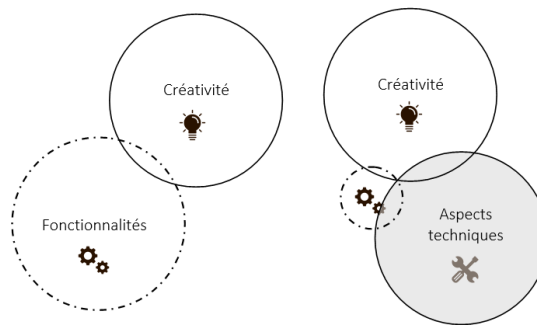 Créativité
Fonctionnalités
Créativité
Aspects
techniques